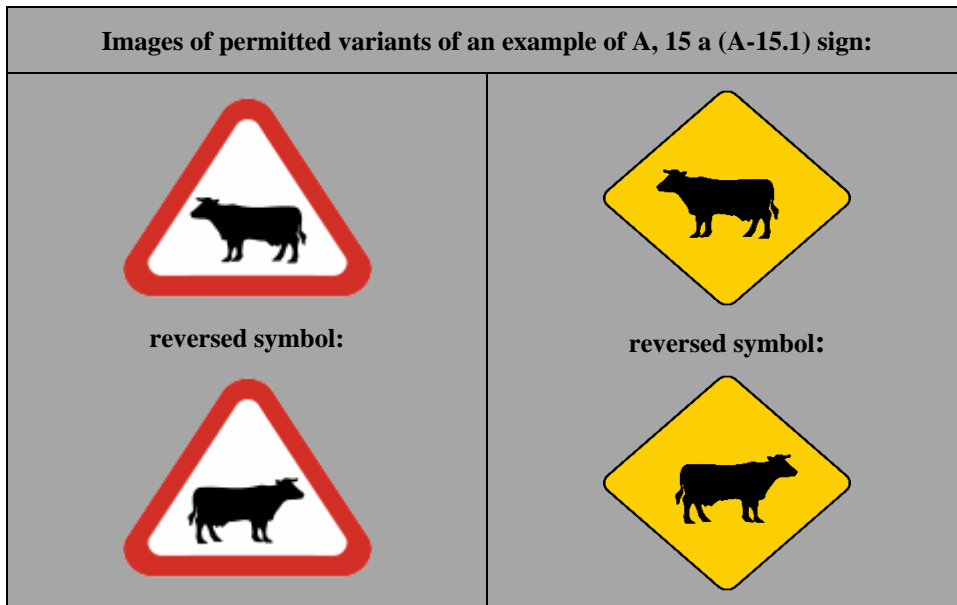 Images of permitted variants of an example of A, 15 a (A-15.1) sign:
reversed symbol:
reversed symbol: